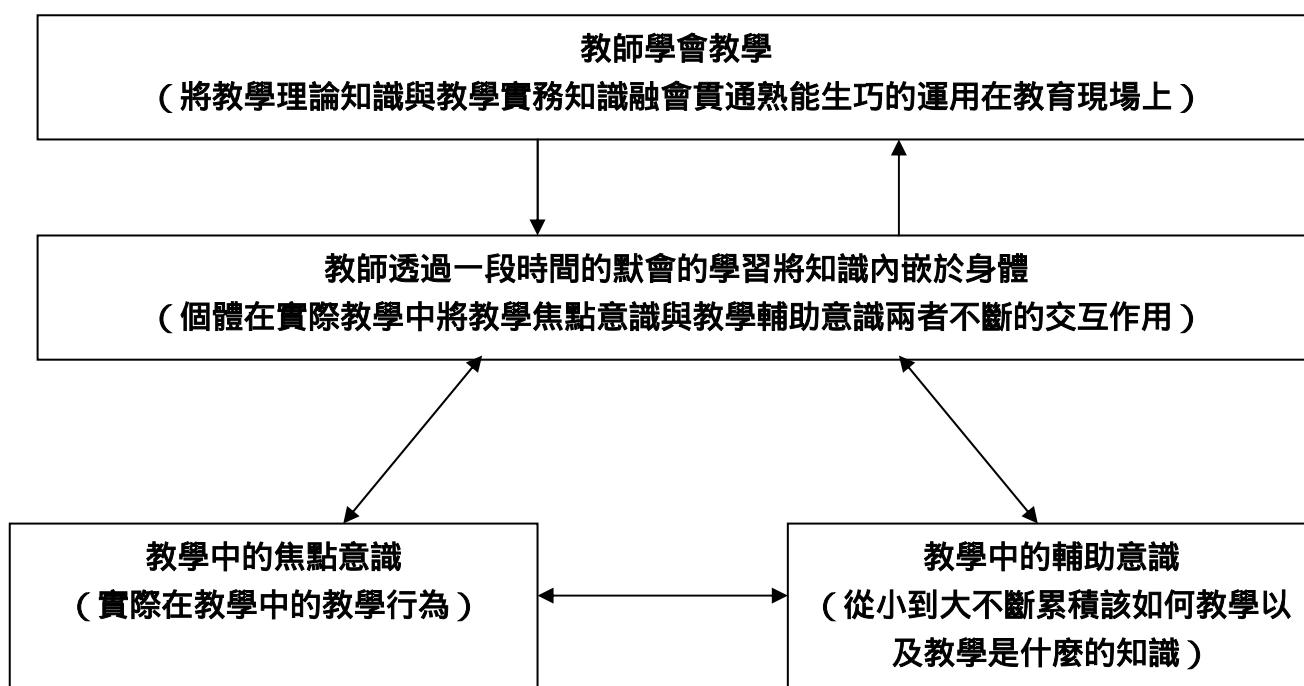 教師學會教學
（將教學理論知識與教學實務知識融會貫通熟能生巧的運用在教育現場上）
教師透過一段時間的默會的學習將知識內嵌於身體
（個體在實際教學中將教學焦點意識與教學輔助意識兩者不斷的交互作用）
教學中的焦點意識
（實際在教學中的教學行為）
教學中的輔助意識
（從小到大不斷累積該如何教學以
及教學是什麼的知識）